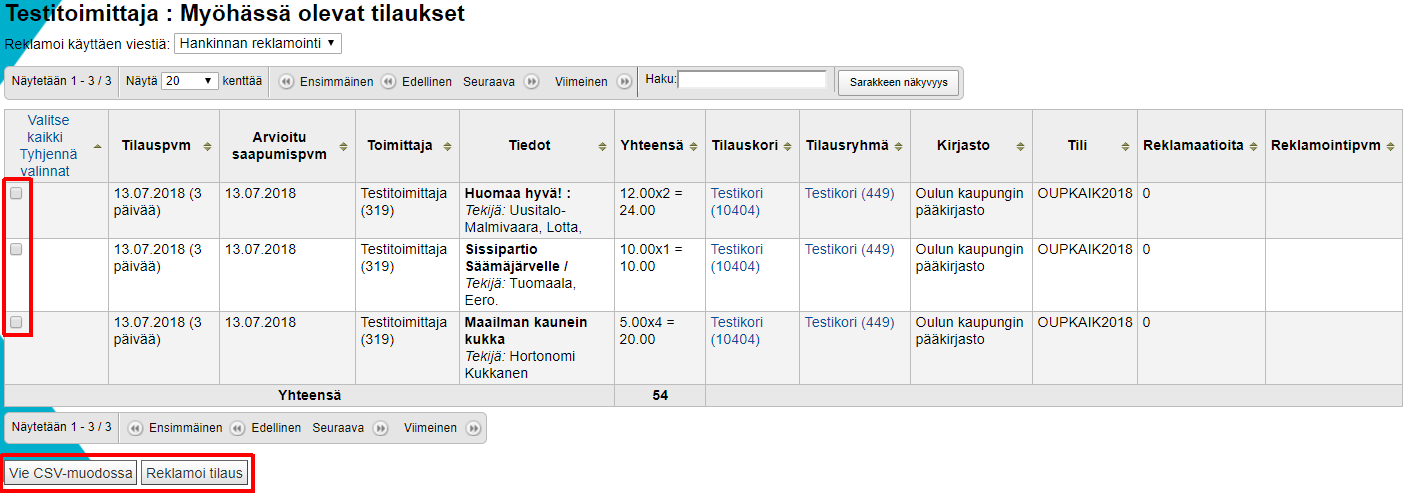 Testitoimittaja : Myöhässä olevat tilaukset
Reklamoi käyttäen viestiä: Hankinnan reklamointi
Näytetään 1 - 3 / 3 Näytä 20 kenttää Ensimmäinen Edellinen Seuraava Viimeinen Haku: Sarakkeen näkyvyys
Valitse kaikki Tyhjennä valinnat Tilauspvm Arvioitu saapumispvm Toimittaja Tiedot Yhteensä Tilauskori Tilausryhmä Kirjasto Tili Reklamaatioita Reklamointipvm
13.07.2018 (3 päivää) 13.07.2018 Testitoimittaja (319) Huomaa hyvä! : Tekijä: Uusitalo-Malmivaara, Lotta, 12.00x2 = 24.00 Testikori (10404) Testikori (449) Oulun kaupungin pääkirjasto OUPKAIK2018 0
13.07.2018 (3 päivää) 13.07.2018 Testitoimittaja (319) Sissipartio Säämäjärvelle / Tekijä: Tuomaala, Eero. 10.00x1 = 10.00 Testikori (10404) Testikori (449) Oulun kaupungin pääkirjasto OUPKAIK2018 0
13.07.2018 (3 päivää) 13.07.2018 Testitoimittaja (319) Maailman kaunein kukka Tekijä: Hortonomi Kukkanen 5.00x4 = 20.00 Testikori (10404) Testikori (449) Oulun kaupungin pääkirjasto OUPKAIK2018 0
Yhteensä 54
Näytetään 1 - 3 / 3 Ensimmäinen Edellinen Seuraava Viimeinen
Vie CSV-muodossa Reklamoi tilaus